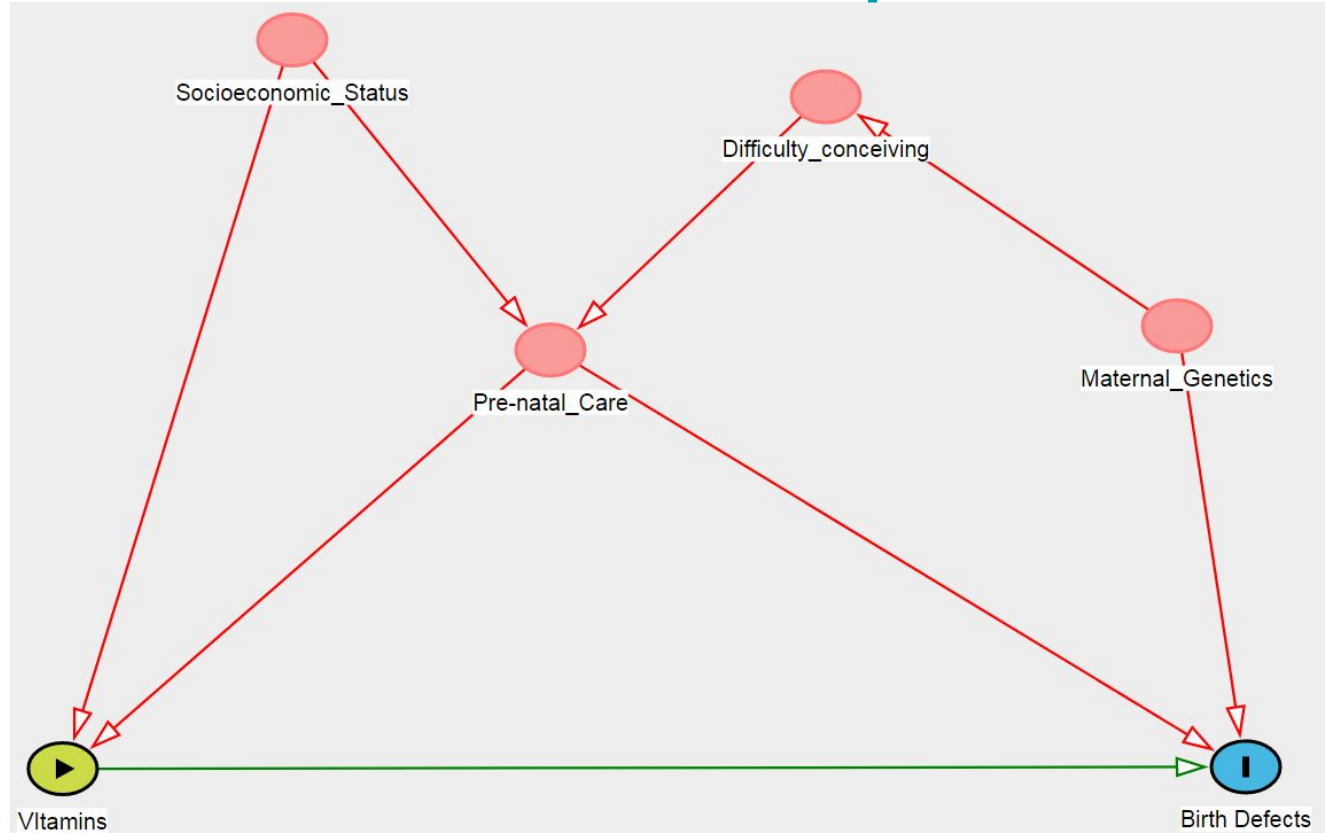 Socioeconomic_Status
Difficulty_conceiving
Maternal_Genetics
Pre-natal_Care
VItamins
Birth Defects